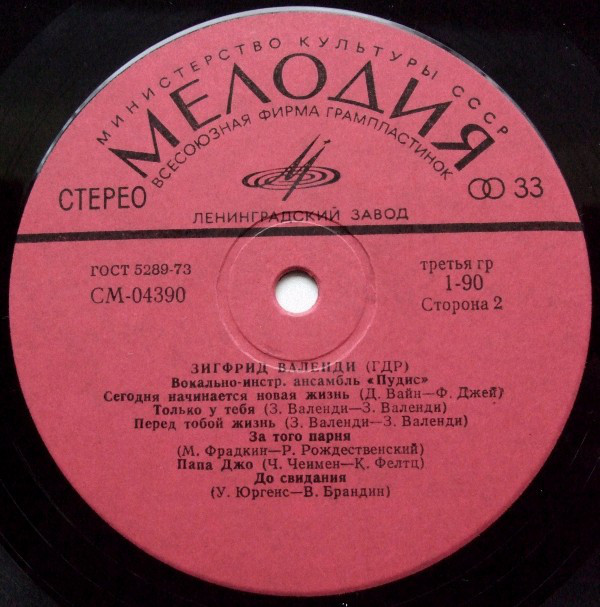 МИНИСТЕРСТВО КУЛЬТУРЫ СССР
МЕЛОДИЯ
ВСЕСОЮЗНАЯ ФИРМА ГРАМПЛАСТИНОК
СТЕРЕО
33
ЛЕНИНГРАДСКИЙ ЗАВОД
ГОСТ 5289-73
третья гр
СМ-04390
1-90
Сторона 2
ЗИГФРИД ВАЛЕНДИ (ГДР)
Вокально-инстр. ансамбль «Пудис»
Сегодня начинается новая жизнь (Д. Вайн—Ф. Джей)
Только у тебя (З. Валенди—З. Валенди)
Перед тобой жизнь (З. Валенди—З. Валенди)
За того парня
(М. Фрадкин—Р. Рождественский)
Папа Джо (Ч. Ченмен—К. Фелтц)
До свидания
(У. Юргенс—В. Брандин)